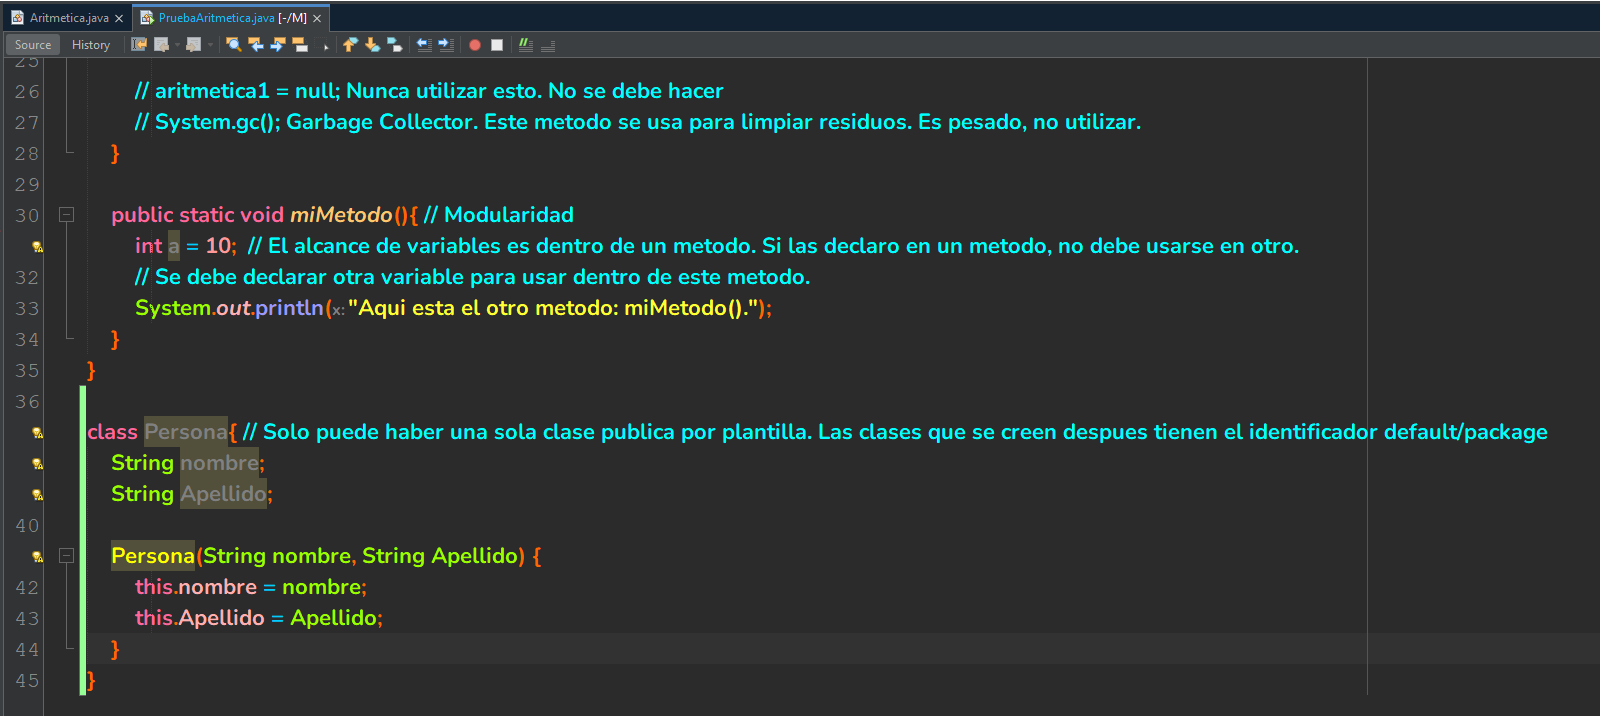 Aritmetica.java × PruebaAritmetica.java [-/M] ×
Source History
25
26 // aritmetica1 = null; Nunca utilizar esto. No se debe hacer
27 // System.gc(); Garbage Collector. Este metodo se usa para limpiar residuos. Es pesado, no utilizar.
28 }
29
30 public static void miMetodo(){ // Modularidad
int a = 10; // El alcance de variables es dentro de un metodo. Si las declaro en un metodo, no debe usarse en otro.
32 // Se debe declarar otra variable para usar dentro de este metodo.
33 System.out.println(x:"Aqui esta el otro metodo: miMetodo().");
34 }
35 }
36
class Persona{ // Solo puede haber una sola clase publica por plantilla. Las clases que se creen despues tienen el identificador default/package
String nombre;
String Apellido;
40
Persona(String nombre, String Apellido) {
42 this.nombre = nombre;
43 this.Apellido = Apellido;
44 }
45 }